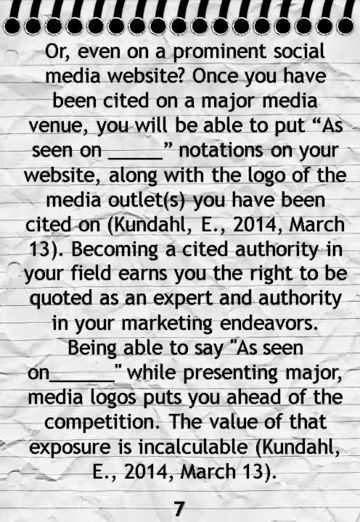 Or, even on a prominent social
media website? Once you have
been cited on a major media
venue, you will be able to put “As
seen on _____” notations on your
website, along with the logo of the
media outlet(s) you have been
cited on (Kundahl, E., 2014, March
13). Becoming a cited authority in
your field earns you the right to be
quoted as an expert and authority
in your marketing endeavors.
Being able to say "As seen
on______" while presenting major,
media logos puts you ahead of the
competition. The value of that
exposure is incalculable (Kundahl,
E., 2014, March 13).
7